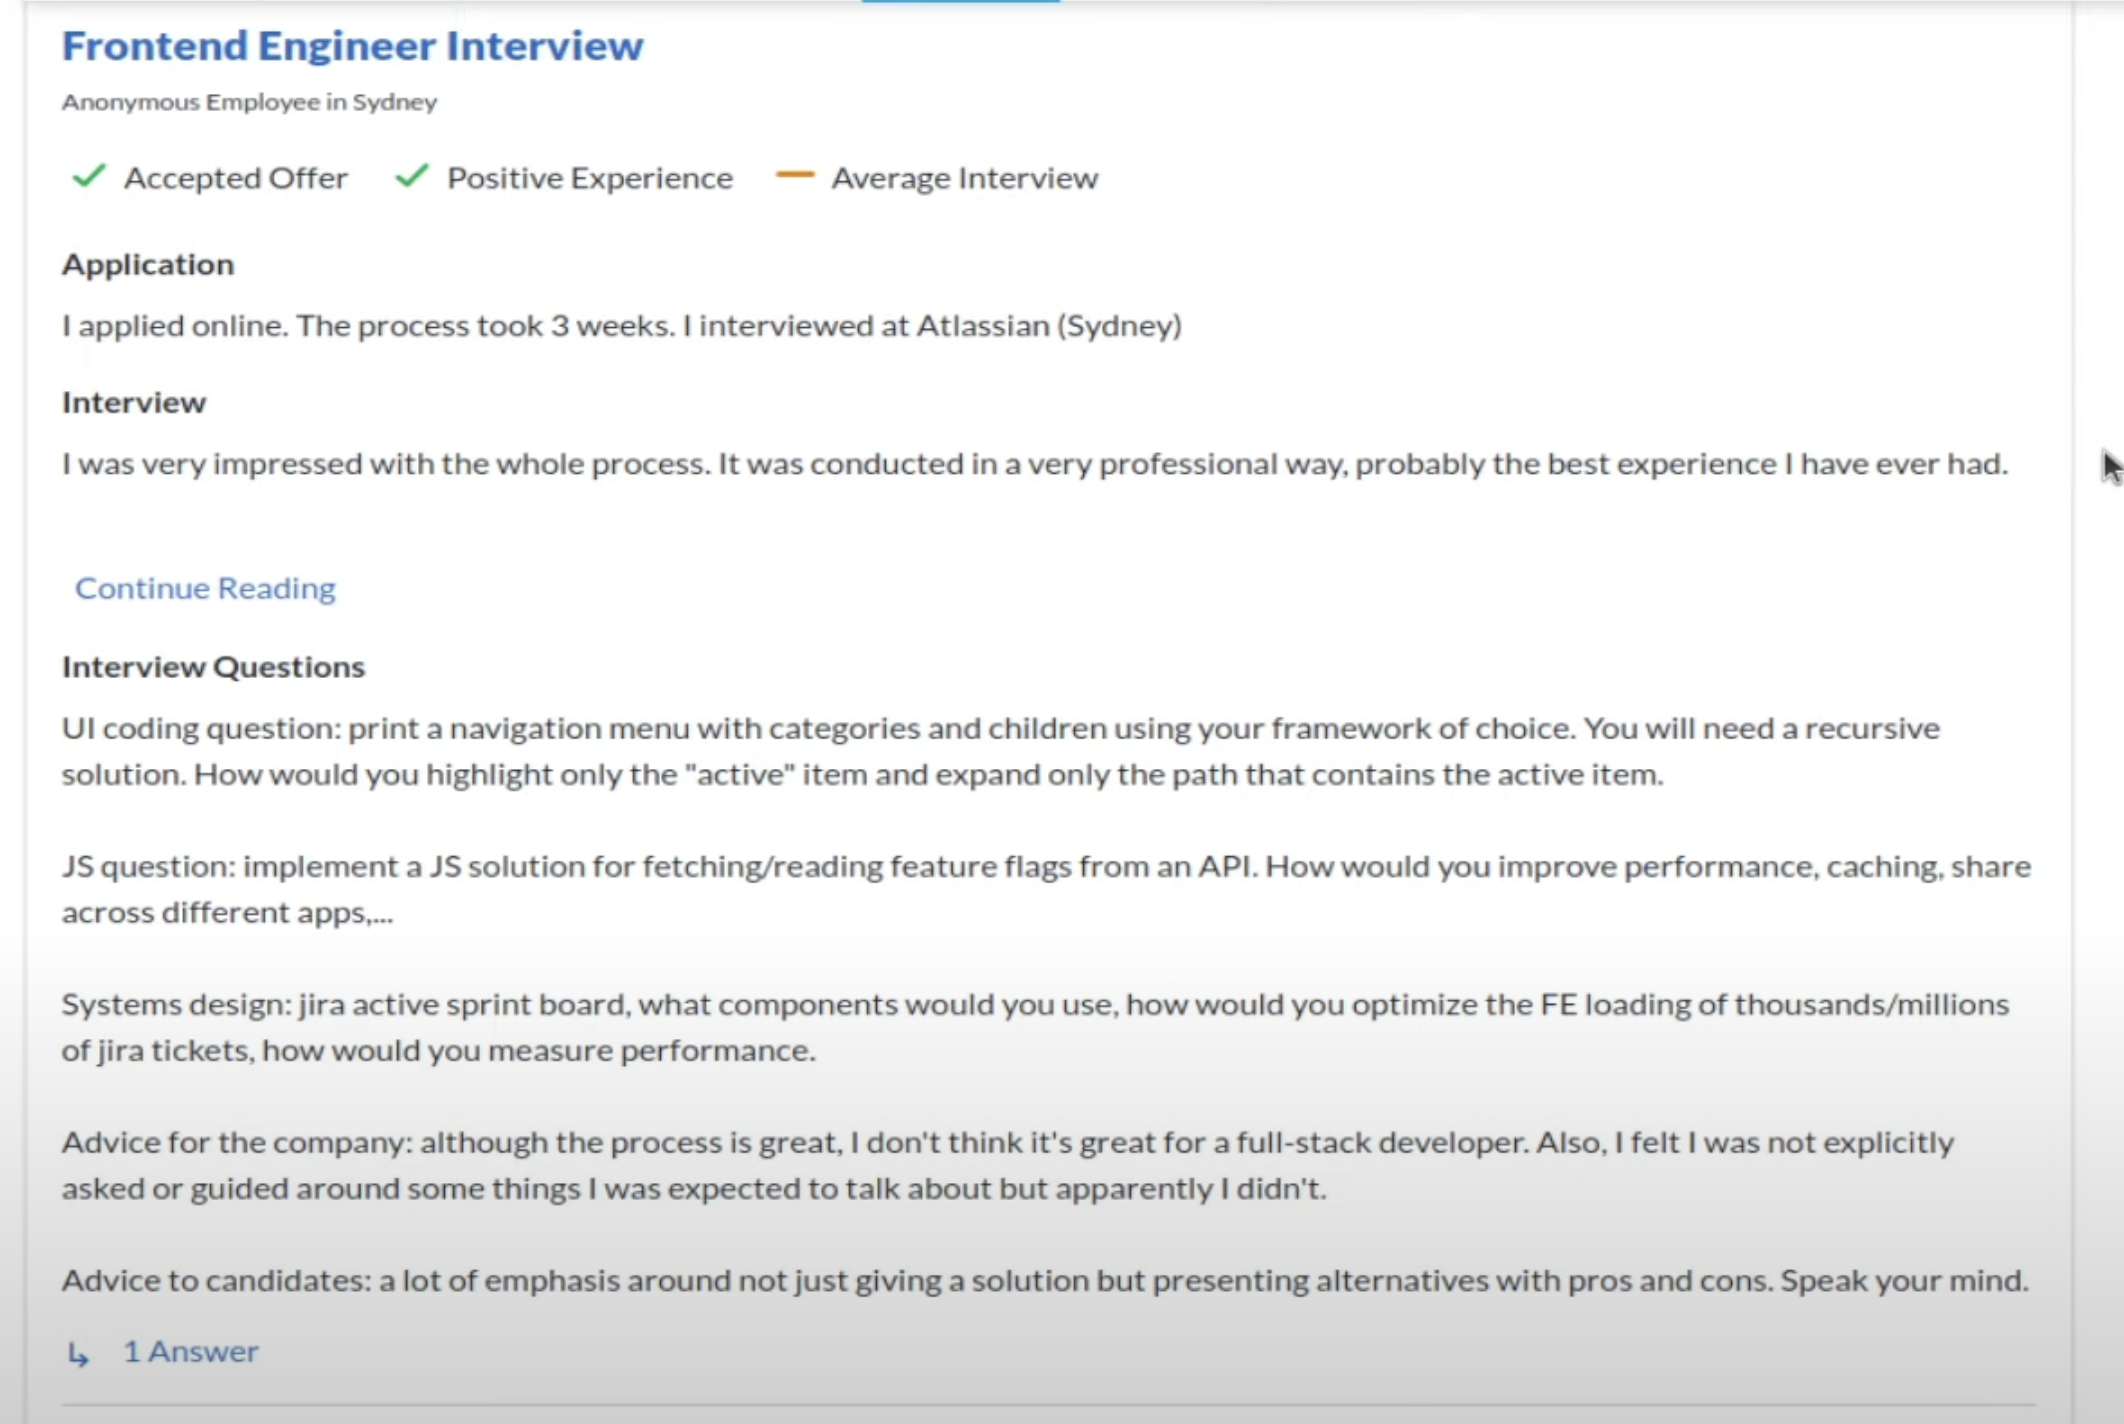 Frontend Engineer Interview
Anonymous Employee in Sydney
Accepted Offer Positive Experience Average Interview
Application
I applied online. The process took 3 weeks. I interviewed at Atlassian (Sydney)
Interview
I was very impressed with the whole process. It was conducted in a very professional way, probably the best experience I have ever had.
Continue Reading
Interview Questions
UI coding question: print a navigation menu with categories and children using your framework of choice. You will need a recursive
solution. How would you highlight only the "active" item and expand only the path that contains the active item.
JS question: implement a JS solution for fetching/reading feature flags from an API. How would you improve performance, caching, share
across different apps,...
Systems design: jira active sprint board, what components would you use, how would you optimize the FE loading of thousands/millions
of jira tickets, how would you measure performance.
Advice for the company: although the process is great, I don't think it's great for a full-stack developer. Also, I felt I was not explicitly
asked or guided around some things I was expected to talk about but apparently I didn't.
Advice to candidates: a lot of emphasis around not just giving a solution but presenting alternatives with pros and cons. Speak your mind.
1 Answer